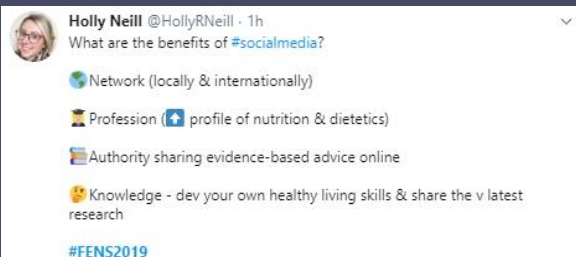 Holly Neill @HollyRNeill · 1h
What are the benefits of #socialmedia?
🌎Network (locally & internationally)
👨‍🎓Profession (⬆️ profile of nutrition & dietetics)
📚Authority sharing evidence-based advice online
🤔Knowledge - dev your own healthy living skills & share the v latest
research
#FENS2019